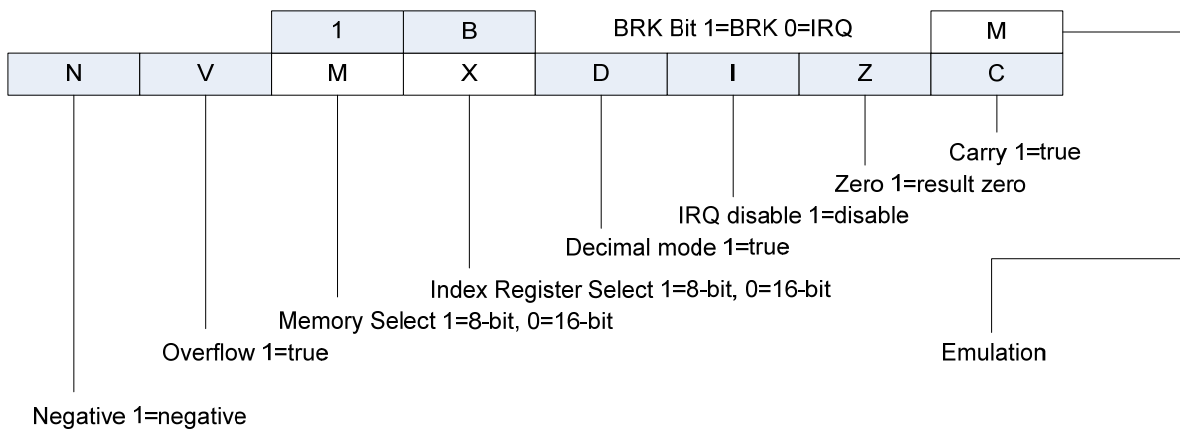 1 B BRK Bit 1=BRK 0=IRQ M
N V M X D I Z C
Carry 1=true
Zero 1=result zero
IRQ disable 1=disable
Decimal mode 1=true
Index Register Select 1=8-bit, 0=16-bit
Memory Select 1=8-bit, 0=16-bit
Overflow 1=true Emulation
Negative 1=negative